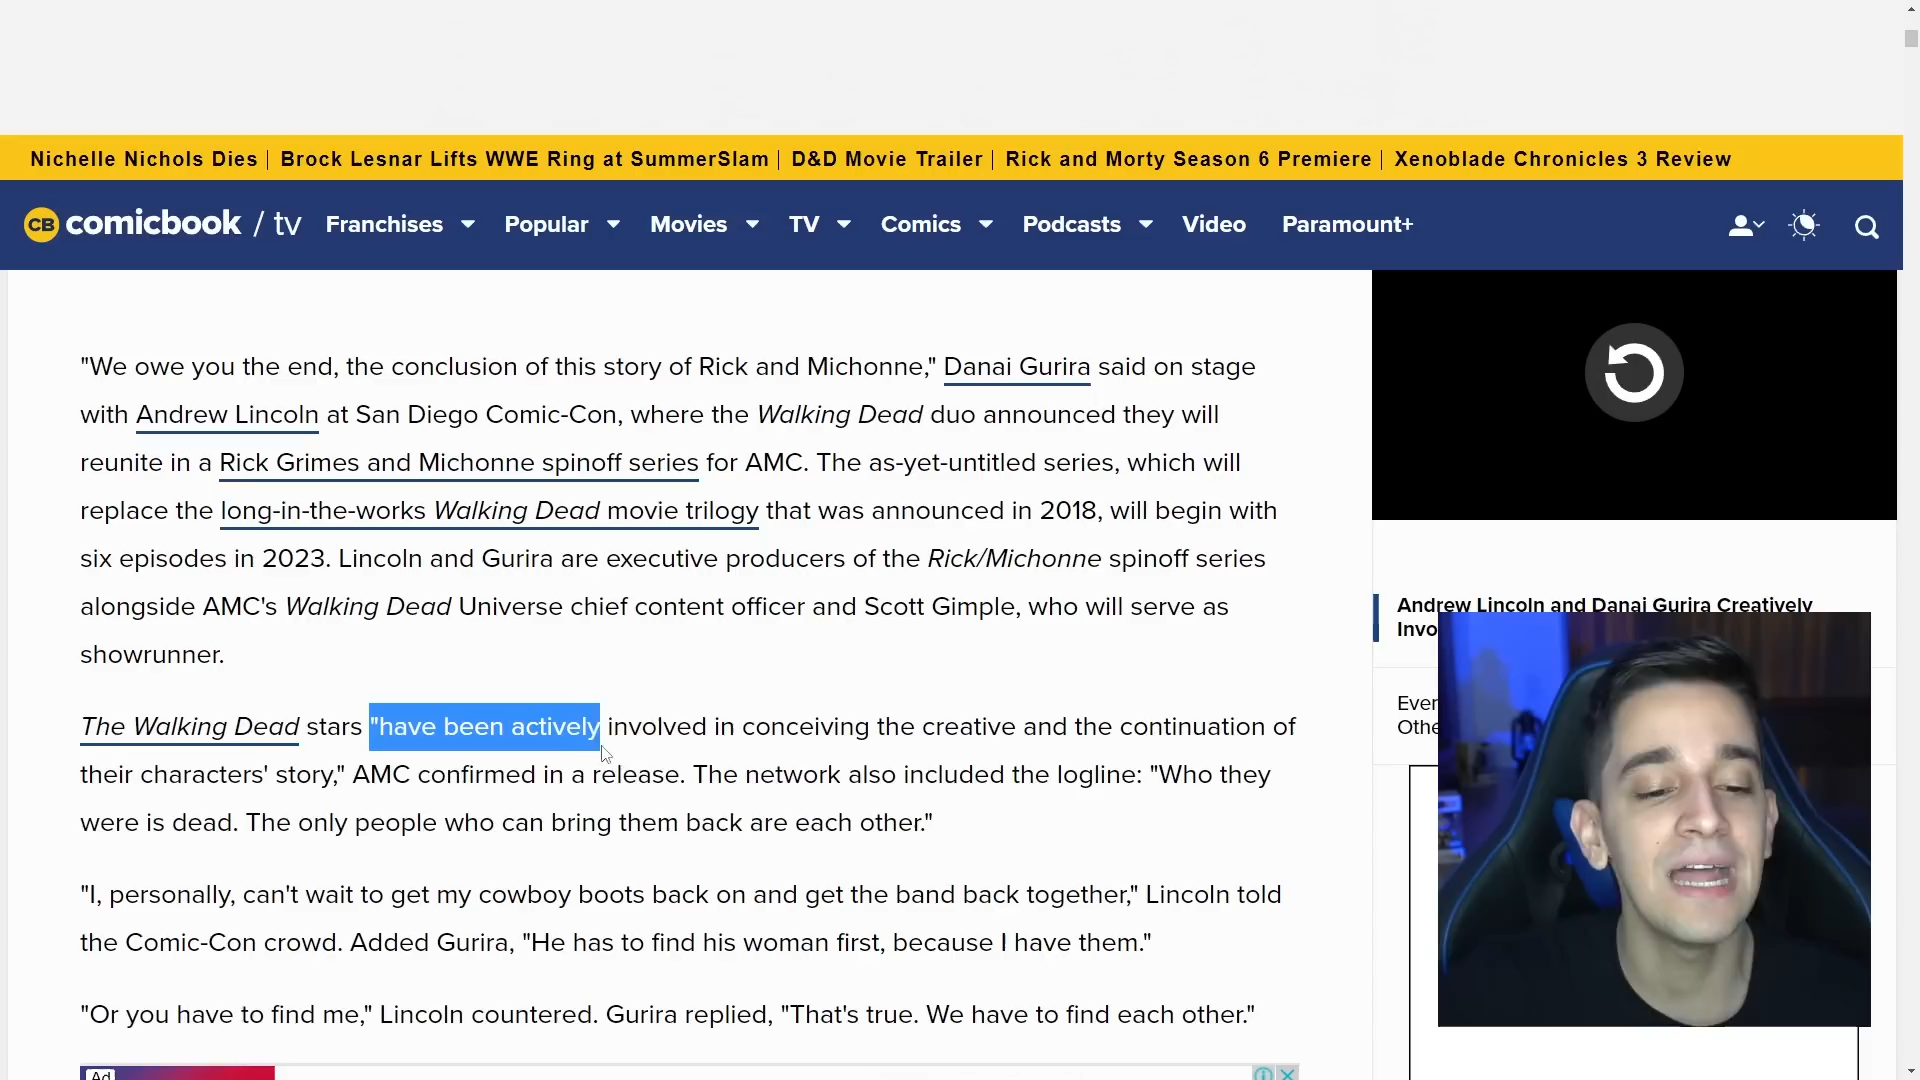 Nichelle Nichols Dies | Brock Lesnar Lifts WWE Ring at SummerSlam | D&D Movie Trailer | Rick and Morty Season 6 Premiere | Xenoblade Chronicles 3 Review
CB comicbook / tv Franchises Popular Movies TV Comics Podcasts Video Paramount+
"We owe you the end, the conclusion of this story of Rick and Michonne," Danai Gurira said on stage
with Andrew Lincoln at San Diego Comic-Con, where the Walking Dead duo announced they will
reunite in a Rick Grimes and Michonne spinoff series for AMC. The as-yet-untitled series, which will
replace the long-in-the-works Walking Dead movie trilogy that was announced in 2018, will begin with
six episodes in 2023. Lincoln and Gurira are executive producers of the Rick/Michonne spinoff series
alongside AMC's Walking Dead Universe chief content officer and Scott Gimple, who will serve as
showrunner.
The Walking Dead stars "have been actively involved in conceiving the creative and the continuation of
their characters' story," AMC confirmed in a release. The network also included the logline: "Who they
were is dead. The only people who can bring them back are each other."
"I, personally, can't wait to get my cowboy boots back on and get the band back together," Lincoln told
the Comic-Con crowd. Added Gurira, "He has to find his woman first, because I have them."
"Or you have to find me," Lincoln countered. Gurira replied, "That's true. We have to find each other."
Ad
Andrew Lincoln and Danai Gurira Creatively